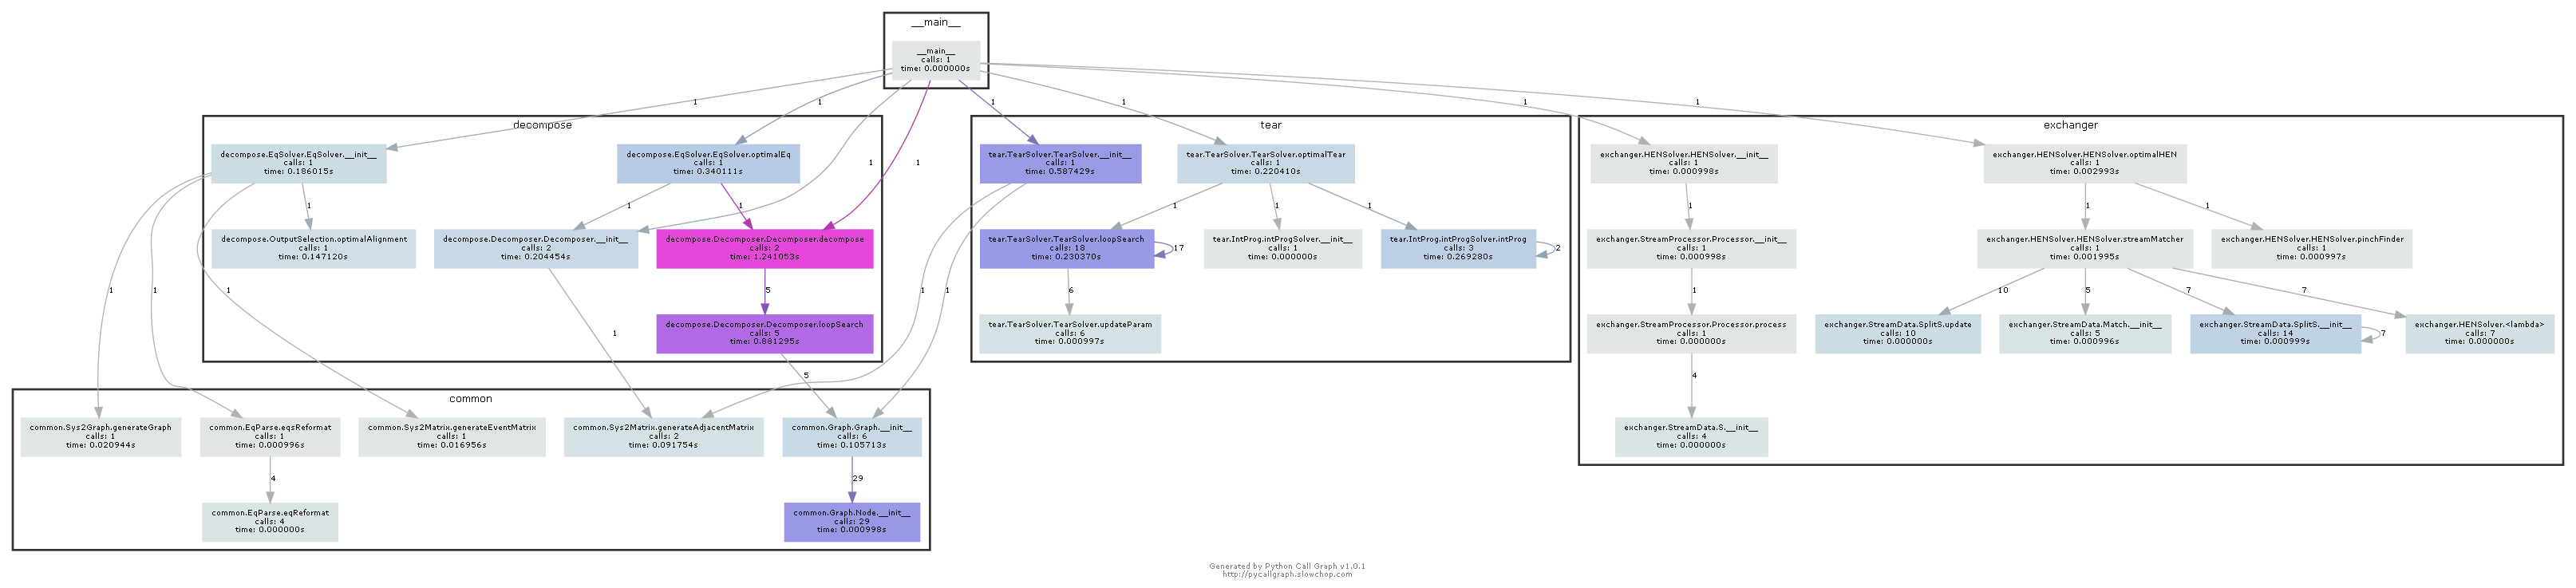 __main__
__main__
calls: 1
time: 0.000000s
1
1
1
1
1
1
1
1
decompose
decompose.EqSolver.EqSolver.__init__
calls: 1
time: 0.186015s
decompose.EqSolver.EqSolver.optimalEq
calls: 1
time: 0.340111s
1
1
1
decompose.OutputSelection.optimalAlignment
calls: 1
time: 0.147120s
decompose.Decomposer.Decomposer.__init__
calls: 2
time: 0.204454s
decompose.Decomposer.Decomposer.decompose
calls: 2
time: 1.241053s
5
decompose.Decomposer.Decomposer.loopSearch
calls: 5
time: 0.881295s
1
1
1
1
1
1
5
tear
tear.TearSolver.TearSolver.__init__
calls: 1
time: 0.587429s
tear.TearSolver.TearSolver.optimalTear
calls: 1
time: 0.220410s
1
1
1
tear.TearSolver.TearSolver.loopSearch
calls: 18
time: 0.230370s
17
tear.IntProg.intProgSolver.__init__
calls: 1
time: 0.000000s
tear.IntProg.intProgSolver.intProg
calls: 3
time: 0.269280s
2
6
tear.TearSolver.TearSolver.updateParam
calls: 6
time: 0.000997s
exchanger
exchanger.HENSolver.HENSolver.__init__
calls: 1
time: 0.000998s
exchanger.HENSolver.HENSolver.optimalHEN
calls: 1
time: 0.002993s
1
1
1
exchanger.StreamProcessor.Processor.__init__
calls: 1
time: 0.000998s
exchanger.HENSolver.HENSolver.streamMatcher
calls: 1
time: 0.001995s
exchanger.HENSolver.HENSolver.pinchFinder
calls: 1
time: 0.000997s
1
10
5
7
7
exchanger.StreamProcessor.Processor.process
calls: 1
time: 0.000000s
exchanger.StreamData.SplitS.update
calls: 10
time: 0.000000s
exchanger.StreamData.Match.__init__
calls: 5
time: 0.000996s
exchanger.StreamData.SplitS.__init__
calls: 14
time: 0.000999s
7
exchanger.HENSolver.<lambda>
calls: 7
time: 0.000000s
4
exchanger.StreamData.S.__init__
calls: 4
time: 0.000000s
common
common.Sys2Graph.generateGraph
calls: 1
time: 0.020944s
common.EqParse.eqsReformat
calls: 1
time: 0.000996s
common.Sys2Matrix.generateEventMatrix
calls: 1
time: 0.016956s
common.Sys2Matrix.generateAdjacentMatrix
calls: 2
time: 0.091754s
common.Graph.Graph.__init__
calls: 6
time: 0.105713s
4
29
common.EqParse.eqReformat
calls: 4
time: 0.000000s
common.Graph.Node.__init__
calls: 29
time: 0.000998s
Generated by Python Call Graph v1.0.1
http://pycallgraph.slowchop.com